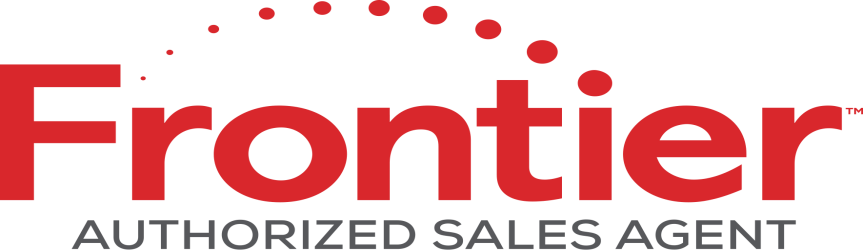 Frontier™
AUTHORIZED SALES AGENT